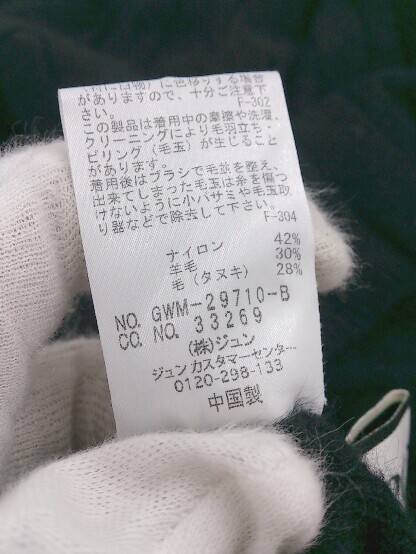 に色移りする場合
がありますので、十分ご注意下
さい。
F-302
この製品は着用中の摩擦や洗濯、
クリーニングにより毛羽立ち・
ピリング（毛玉）が生じること
があります。
着用後はブラシで毛並を整え、
出来てしまった毛玉は糸を傷つ
けないように小バサミや毛玉取
り器などで除去して下さい。
F-304
ナイロン 42%
羊毛 30%
毛（タヌキ） 28%
NO. GWM-29710-B
CO. NO. 33269
(株)ジュン
ジュン カスタマーセンター
0120-298-133
中国製